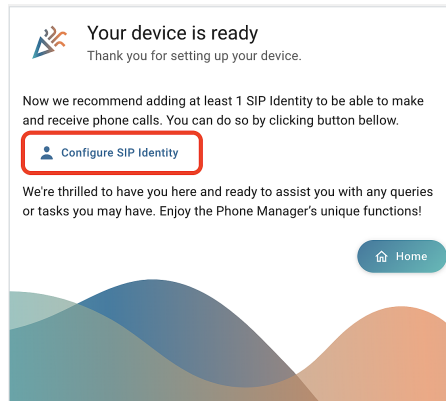 Your device is ready
Thank you for setting up your device.
Now we recommend adding at least 1 SIP Identity to be able to make
and receive phone calls. You can do so by clicking button bellow.
Configure SIP Identity
We're thrilled to have you here and ready to assist you with any queries
or tasks you may have. Enjoy the Phone Manager's unique functions!
Home